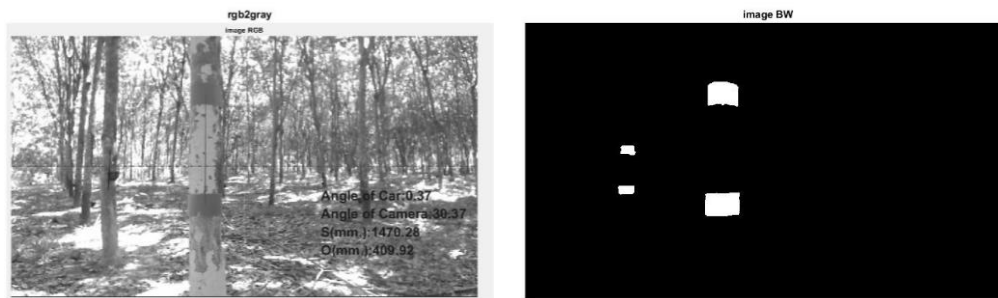 rgb2gray
image RGB
Angle of Car:0.37
Angle of Camera:30.37
S(mm.):1470.28
O(mm.):409.92
image BW